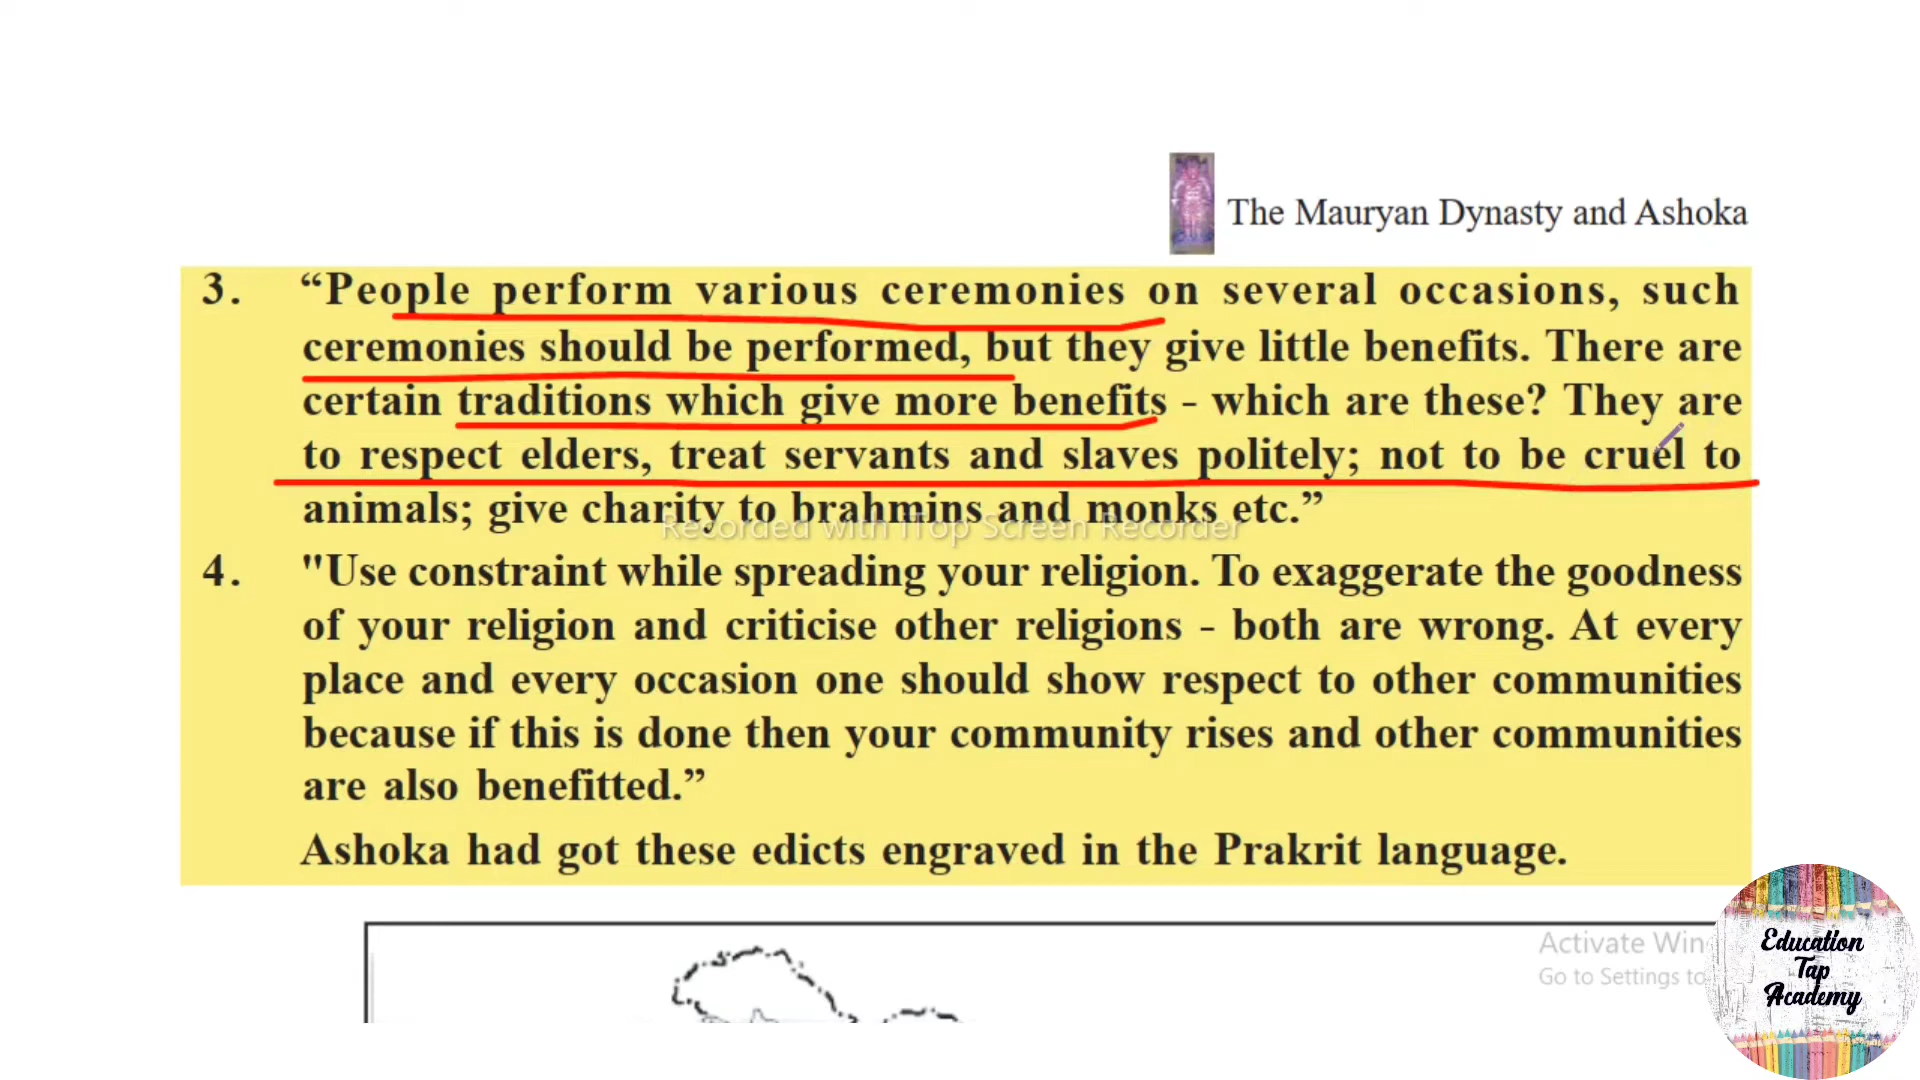 The Mauryan Dynasty and Ashoka
3. “People perform various ceremonies on several occasions, such
ceremonies should be performed, but they give little benefits. There are
certain traditions which give more benefits - which are these? They are
to respect elders, treat servants and slaves politely; not to be cruel to
animals; give charity to brahmins and monks etc.”
Recorded with iTop Screen Recorder
4. "Use constraint while spreading your religion. To exaggerate the goodness
of your religion and criticise other religions - both are wrong. At every
place and every occasion one should show respect to other communities
because if this is done then your community rises and other communities
are also benefitted.”
Ashoka had got these edicts engraved in the Prakrit language.
Activate Win
Go to Settings to
Education
Tap
Academy